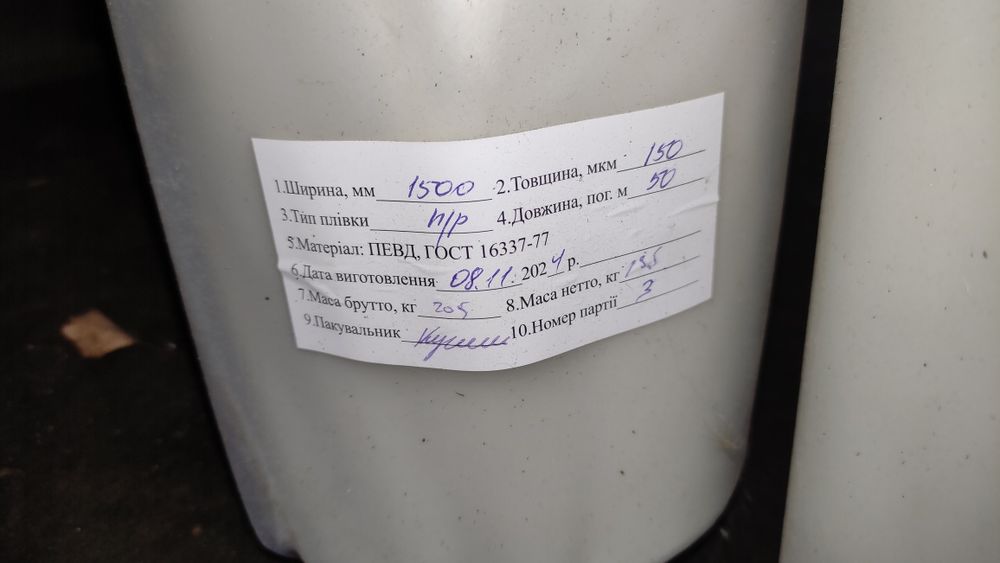 1.Ширина, мм 1500 2.Товщина, мкм 150
3.Тип плівки п/р 4.Довжина, пог. м 50
5.Матеріал: ПЕВД, ГОСТ 16337-77
6.Дата виготовлення 08.11. 2024 р.
7.Маса брутто, кг 20,5 8.Маса нетто, кг
9.Пакувальник 10.Номер партії 3